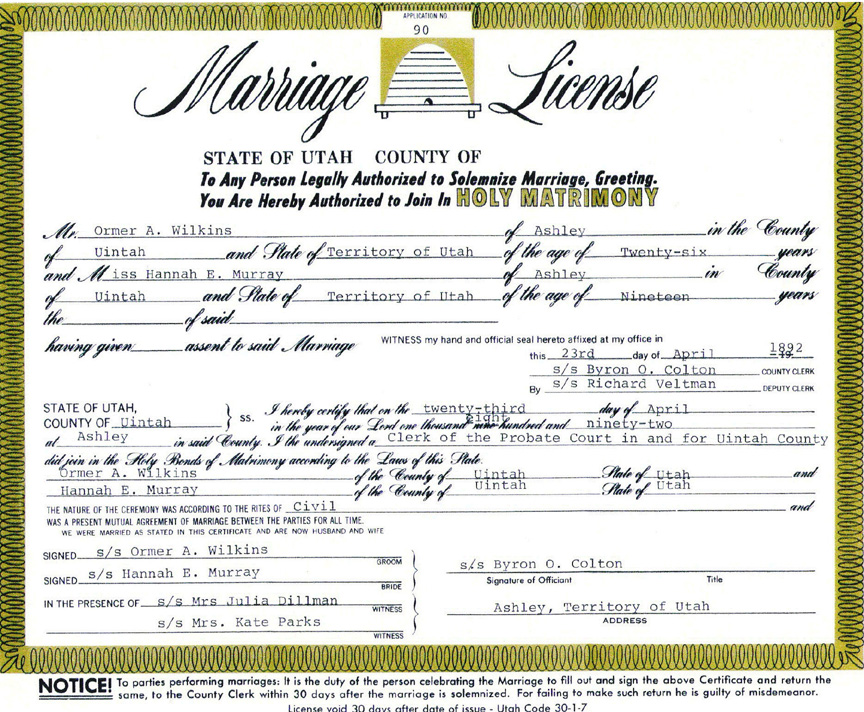 APPLICATION NO.
90
Marriage License
STATE OF UTAH COUNTY OF
To Any Person Legally Authorized to Solemnize Marriage, Greeting.
You Are Hereby Authorized to Join In HOLY MATRIMONY
Mr. Ormer A. Wilkins of Ashley in the County
of Uintah and State of Territory of Utah of the age of Twenty-six years
and Miss Hannah E. Murray of Ashley in County
of Uintah and State of Territory of Utah of the age of Nineteen years
the of said
having given assent to said Marriage WITNESS my hand and official seal hereto affixed at my office in
this 23rd day of April 1892 19
s/s Byron O. Colton COUNTY CLERK
By s/s Richard Veltman DEPUTY CLERK
STATE OF UTAH,
COUNTY OF Uintah } ss. I hereby certify that on the twenty-third day of April
in the year of our Lord one thousand nine eight hundred and ninety-two
at Ashley in said County, I the undersigned a Clerk of the Probate Court in and for Uintah County
did join in the Holy Bonds of Matrimony according to the Laws of this State.
Ormer A. Wilkins of the County of Uintah State of Utah and
Hannah E. Murray of the County of Uintah State of Utah
THE NATURE OF THE CEREMONY WAS ACCORDING TO THE RITES OF Civil and
WAS A PRESENT MUTUAL AGREEMENT OF MARRIAGE BETWEEN THE PARTIES FOR ALL TIME.
WE WERE MARRIED AS STATED IN THIS CERTIFICATE AND ARE NOW HUSBAND AND WIFE
SIGNED s/s Ormer A. Wilkins
GROOM
SIGNED s/s Hannah E. Murray
BRIDE
IN THE PRESENCE OF s/s Mrs Julia Dillman
WITNESS
s/s Mrs. Kate Parks
WITNESS
s/s Byron O. Colton
Signature of Officiant Title
Ashley, Territory of Utah
ADDRESS
NOTICE! To parties performing marriages: It is the duty of the person celebrating the Marriage to fill out and sign the above Certificate and return the
same, to the County Clerk within 30 days after the marriage is solemnized. For failing to make such return he is guilty of misdemeanor.
License void 30 days after date of issue - Utah Code 30-1-7